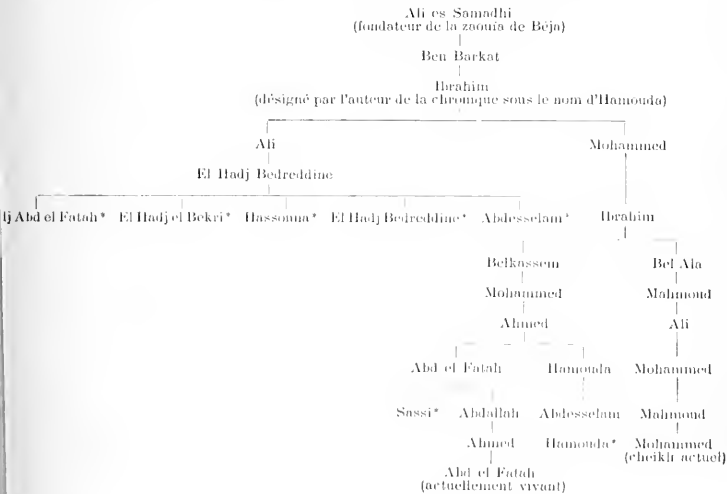 Ali es Samadhi
(fondateur de la zaouïa de Béja)
Ben Barkat
Ibrahim
(désigné par l'auteur de la chronique sous le nom d'Hamouda)
Ali Mohammed
El Hadj Bedreddine
lj Abd el Fatah* El Hadj el Bekri* Hassouna* El Hadj Bedreddine* Abdesselam* Ibrahim
Belkassem Bel Ala
Mohammed Mahmoud
Ahmed Ali
Abd el Fatah Hamouda Mohammed
Sassi* Abdallah Abdesselam Mahmoud
Ahmed Hamouda* Mohammed
(cheikh actuel)
Abd el Fatah
(actuellement vivant)